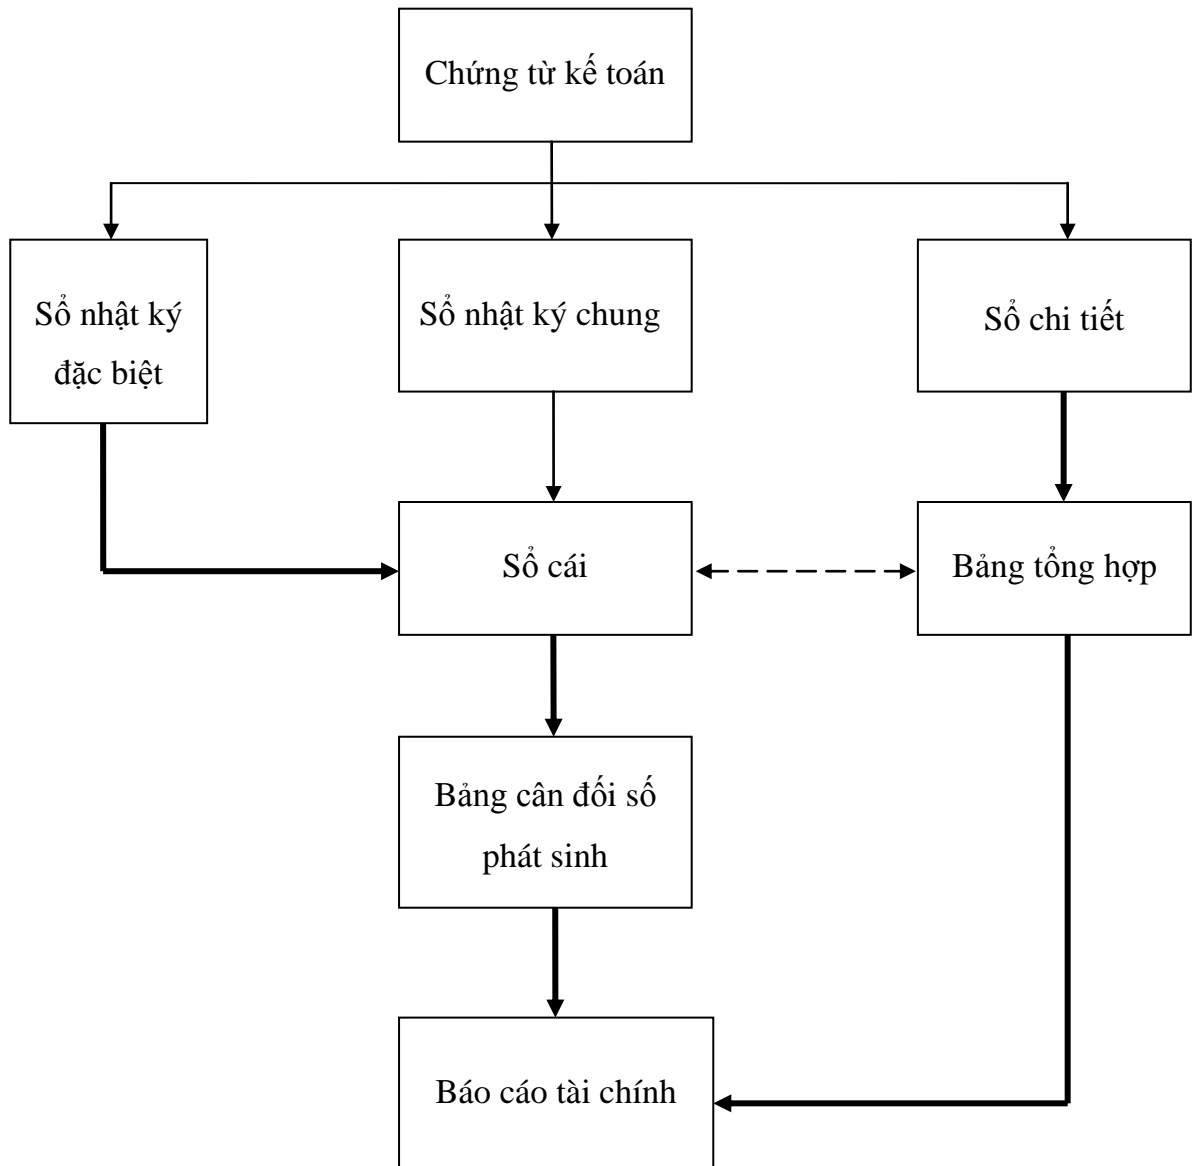 Chứng từ kế toán
Sổ nhật ký
đặc biệt
Sổ nhật ký chung
Sổ chi tiết
Sổ cái
Bảng tổng hợp
Bảng cân đối số
phát sinh
Báo cáo tài chính